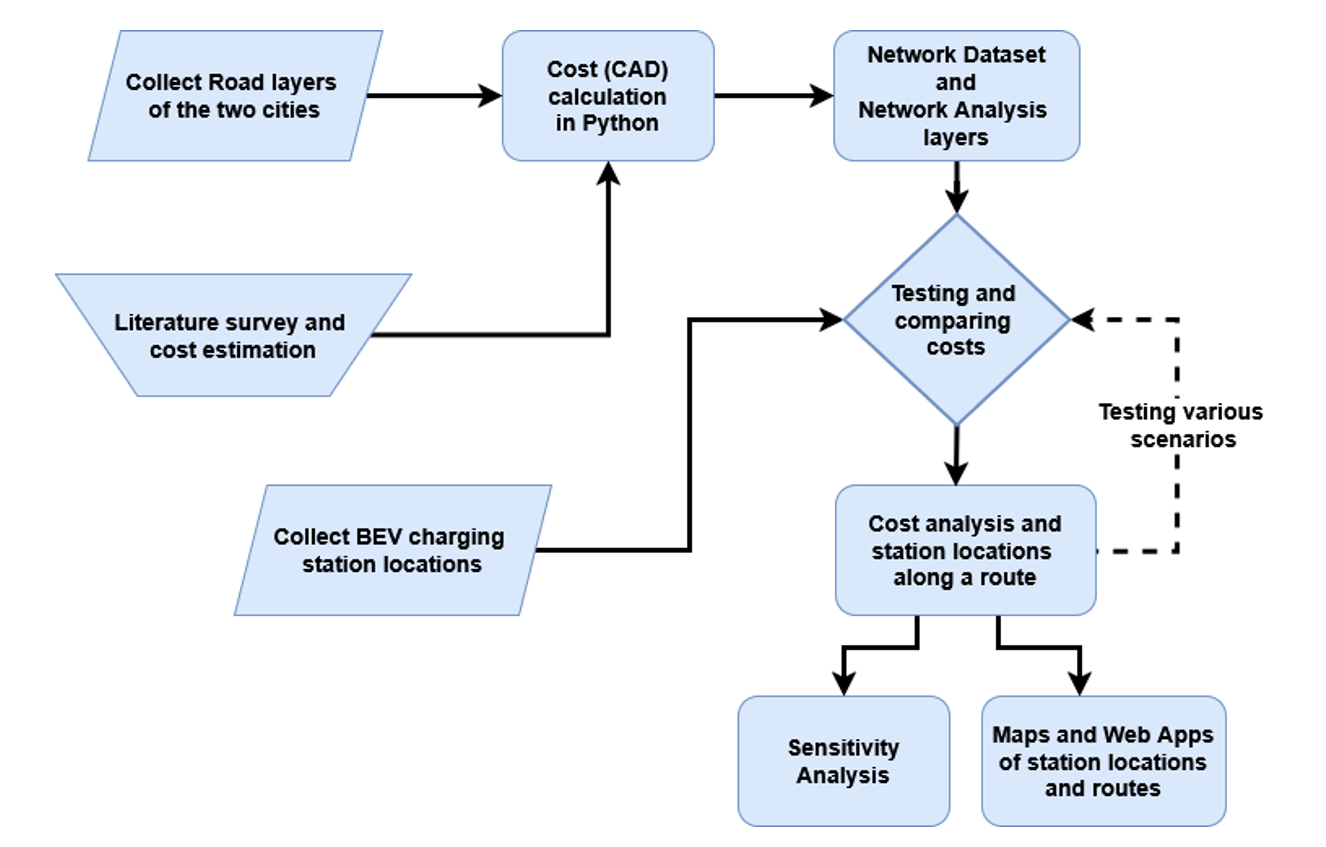 Collect Road layers
of the two cities
Cost (CAD)
calculation
in Python
Network Dataset
and
Network Analysis
layers
Literature survey and
cost estimation
Testing and
comparing
costs
Testing various
scenarios
Collect BEV charging
station locations
Cost analysis and
station locations
along a route
Sensitivity
Analysis
Maps and Web Apps
of station locations
and routes